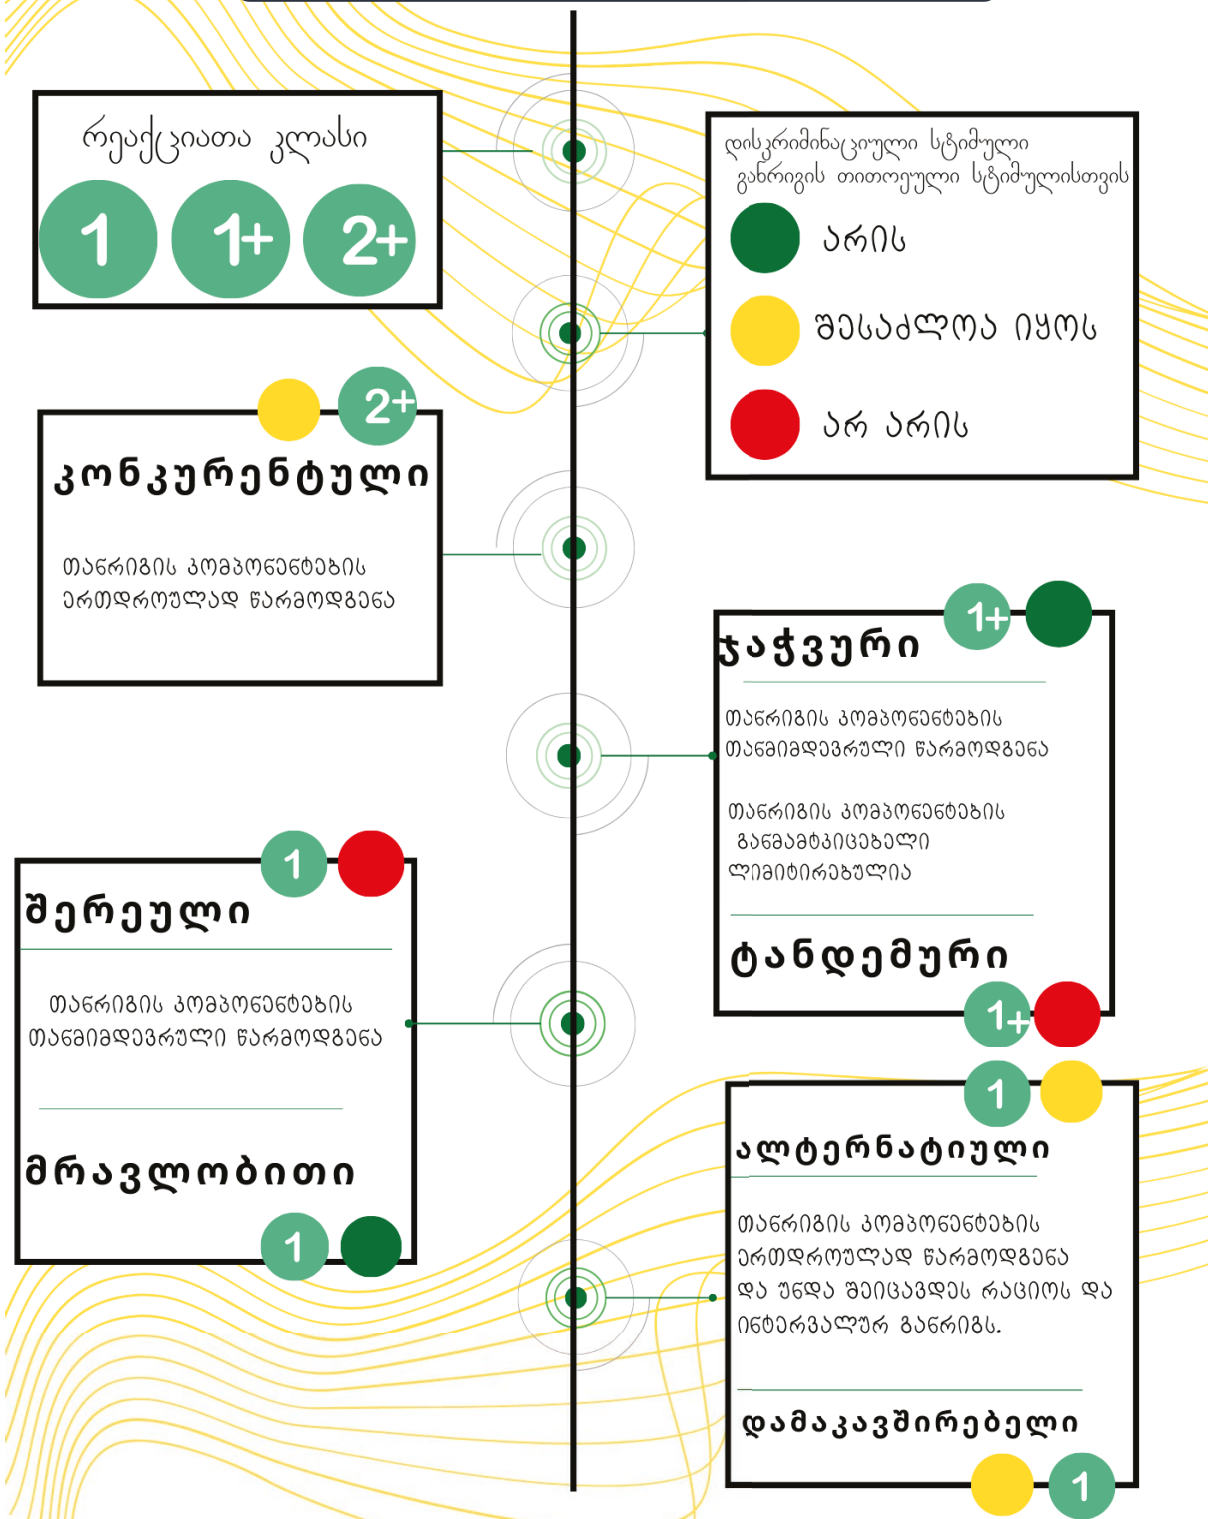 რეაქციათა კლასი
1 1+ 2+
დისკრიმინაციული სტიმული
განრიგის თითოეული სტიმულისთვის
არის
შესაძლოა იყოს
არ არის
2+
კონკურენტული
თანრიგის კომპონენტების
ერთდროულად წარმოდგენა
1+
ჯაჭვური
თანრიგის კომპონენტების
თანმიმდევრული წარმოდგენა
თანრიგის კომპონენტების
განმამტკიცებელი
ლიმიტირებულია
ტანდემური
1+
1
შერეული
თანრიგის კომპონენტების
თანმიმდევრული წარმოდგენა
მრავლობითი
1
1
ალტერნატიული
თანრიგის კომპონენტების
ერთდროულად წარმოდგენა
და უნდა შეიცავდეს რაციოს და
ინტერვალურ განრიგს.
დამაკავშირებელი
1